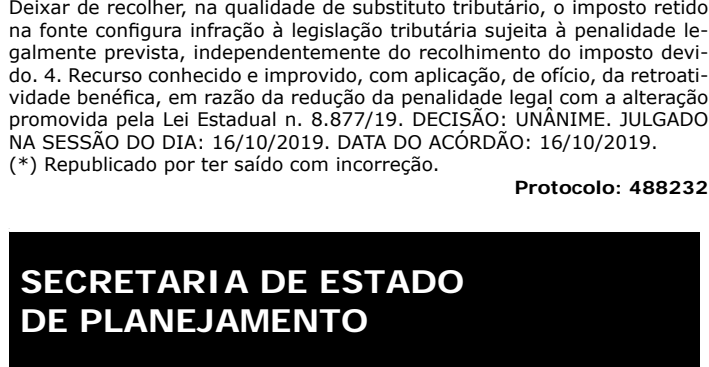 Deixar de recolher, na qualidade de substituto tributário, o imposto retido
na fonte configura infração à legislação tributária sujeita à penalidade le-
galmente prevista, independentemente do recolhimento do imposto devi-
do. 4. Recurso conhecido e improvido, com aplicação, de ofício, da retroati-
vidade benéfica, em razão da redução da penalidade legal com a alteração
promovida pela Lei Estadual n. 8.877/19. DECISÃO: UNÂNIME. JULGADO
NA SESSÃO DO DIA: 16/10/2019. DATA DO ACÓRDÃO: 16/10/2019.
(*) Republicado por ter saído com incorreção.
Protocolo: 488232
SECRETARIA DE ESTADO
DE PLANEJAMENTO